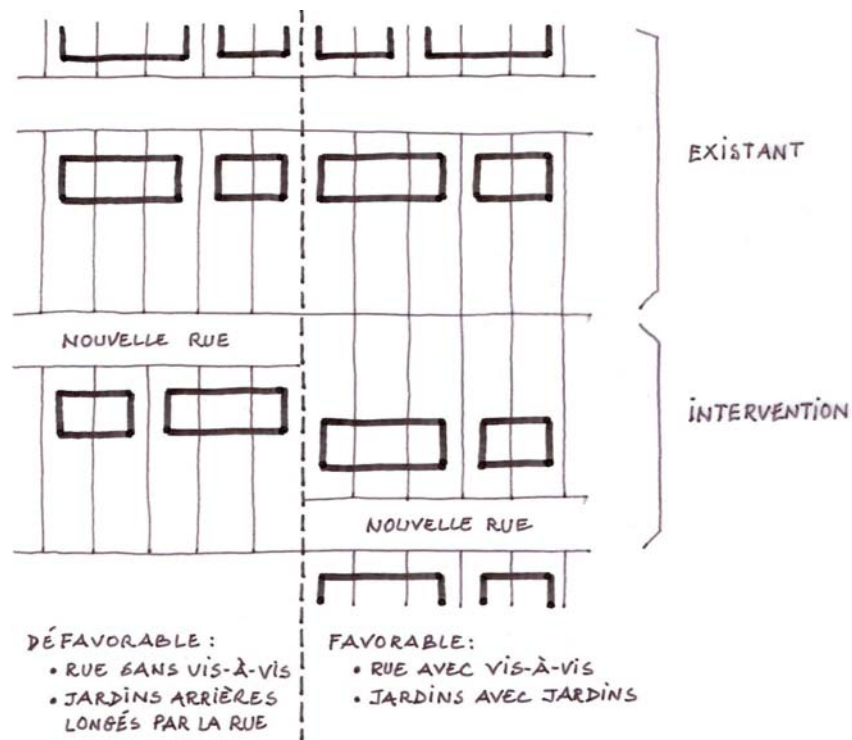 EXISTANT
NOUVELLE RUE
INTERVENTION
NOUVELLE RUE
DÉFAVORABLE:
• RUE SANS VIS-À-VIS
• JARDINS ARRIÈRES
LONGÉS PAR LA RUE
FAVORABLE:
• RUE AVEC VIS-À-VIS
• JARDINS AVEC JARDINS